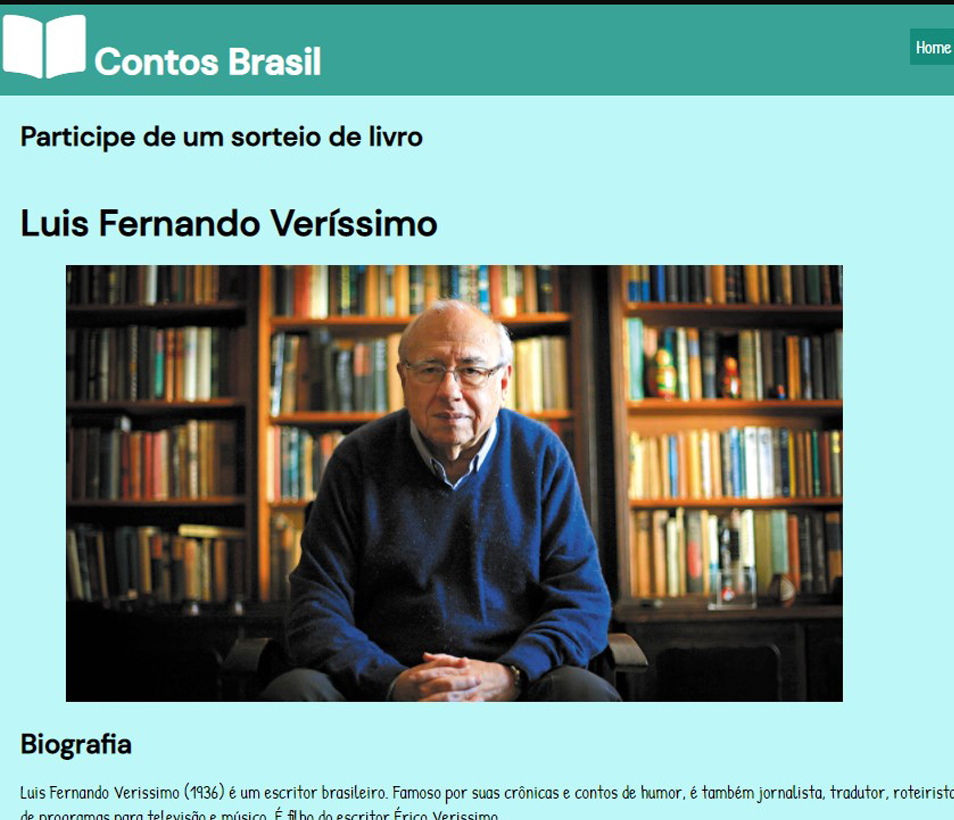 Contos Brasil
Home
Participe de um sorteio de livro
Luis Fernando Veríssimo
Biografia
Luis Fernando Verissimo (1936) é um escritor brasileiro. Famoso por suas crônicas e contos de humor, é também jornalista, tradutor, roteirista
de programas para televisão e músico. É filho do escritor Érico Verissimo.